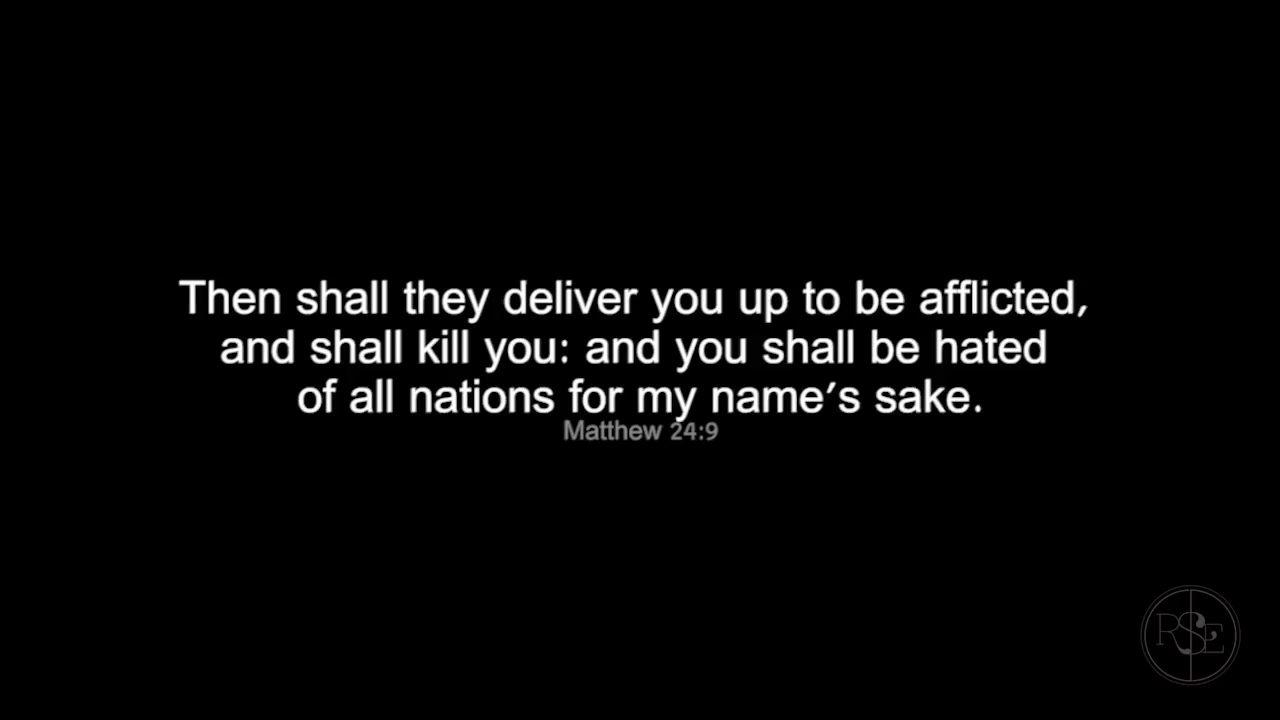 Then shall they deliver you up to be afflicted,
and shall kill you: and you shall be hated
of all nations for my name's sake.
Matthew 24:9
RSE